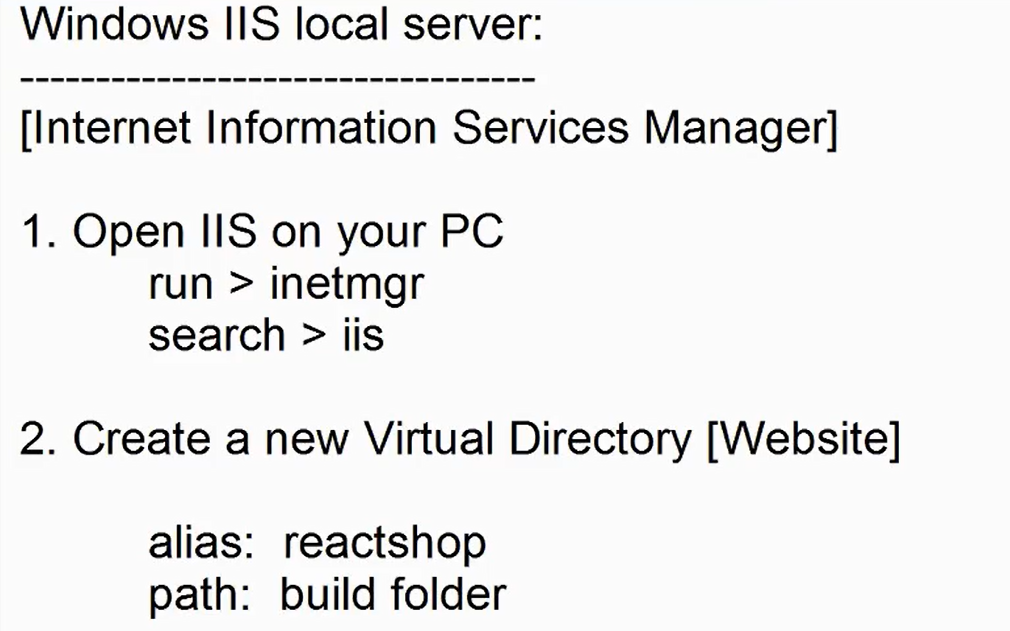 Windows IIS local server:
----------------------------------
[Internet Information Services Manager]
1. Open IIS on your PC
run > inetmgr
search > iis
2. Create a new Virtual Directory [Website]
alias: reactshop
path: build folder